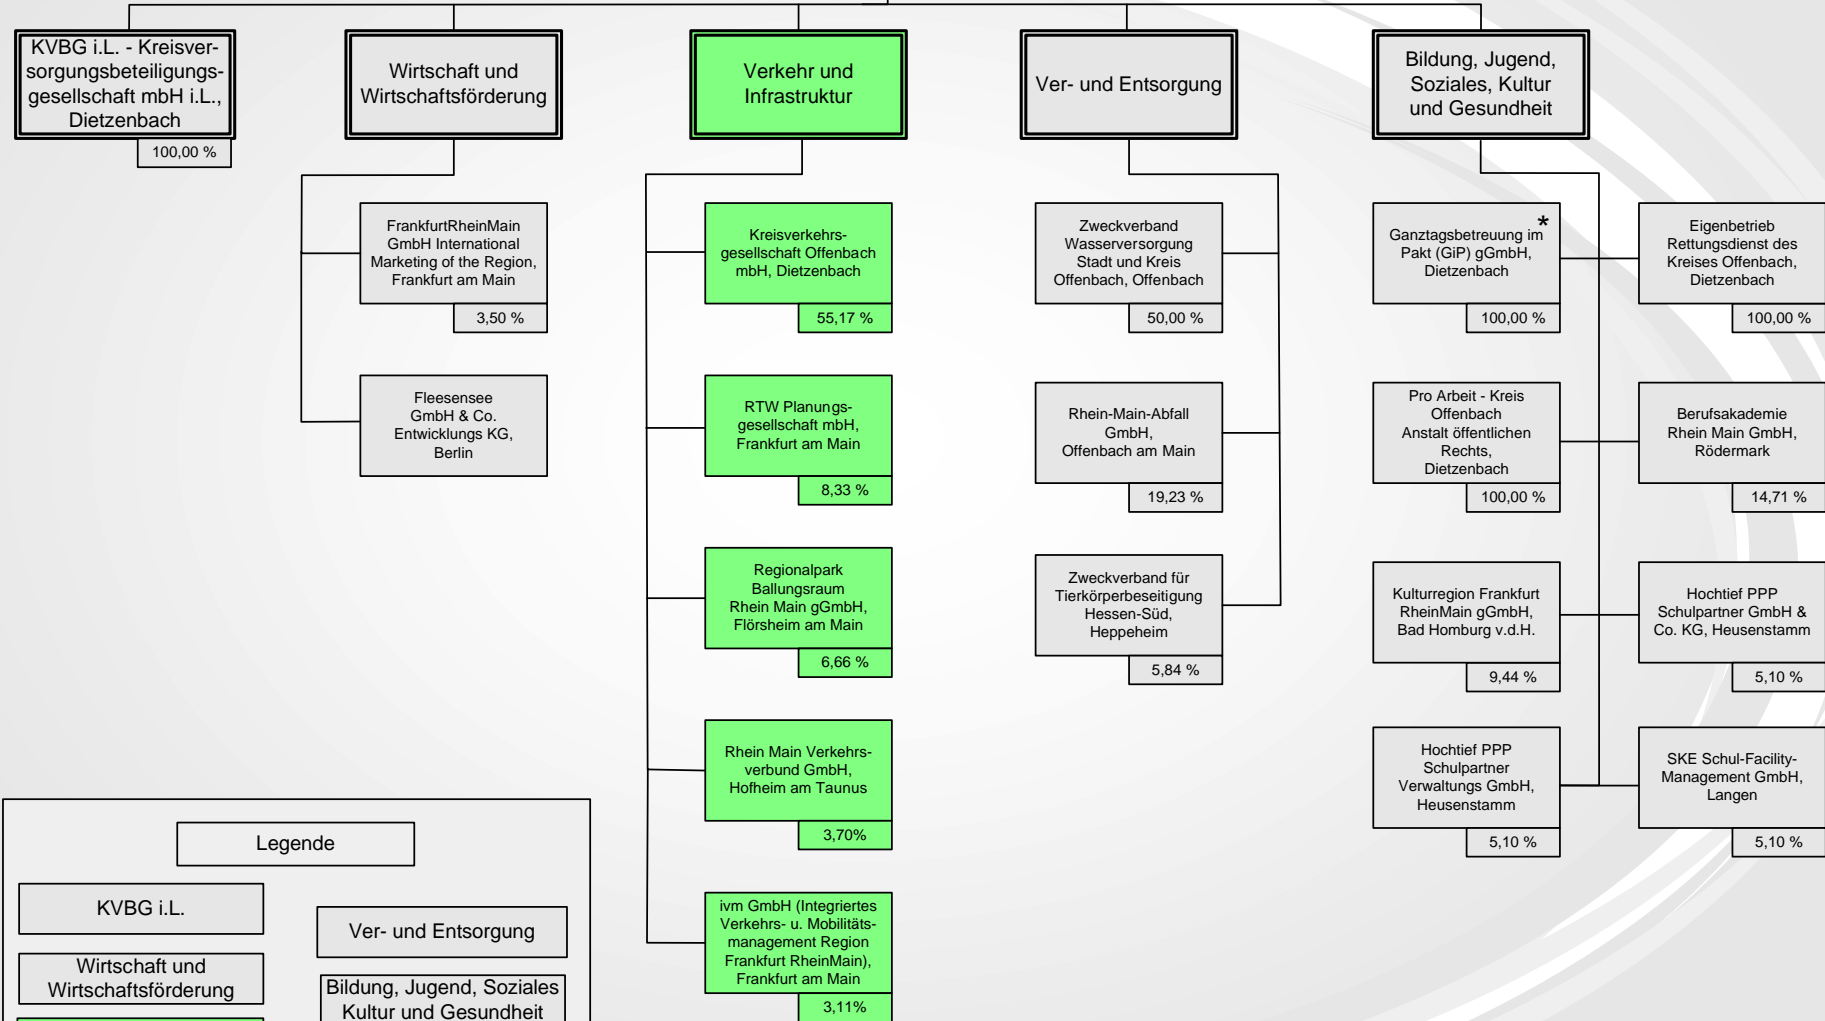 KVBG i.L. - Kreisver-
sorgungsbeteiligungs-
gesellschaft mbH i.L.,
Dietzenbach
100,00 %
Wirtschaft und
Wirtschaftsförderung
FrankfurtRheinMain
GmbH International
Marketing of the Region,
Frankfurt am Main
3,50 %
Fleesensee
GmbH & Co.
Entwicklungs KG,
Berlin
Verkehr und
Infrastruktur
Kreisverkehrs-
gesellschaft Offenbach
mbH, Dietzenbach
55,17 %
RTW Planungs-
gesellschaft mbH,
Frankfurt am Main
8,33 %
Regionalpark
Ballungsraum
Rhein Main gGmbH,
Flörsheim am Main
6,66 %
Rhein Main Verkehrs-
verbund GmbH,
Hofheim am Taunus
3,70%
ivm GmbH (Integriertes
Verkehrs- u. Mobilitäts-
management Region
Frankfurt RheinMain),
Frankfurt am Main
3,11%
Ver- und Entsorgung
Zweckverband
Wasserversorgung
Stadt und Kreis
Offenbach, Offenbach
50,00 %
Rhein-Main-Abfall
GmbH,
Offenbach am Main
19,23 %
Zweckverband für
Tierkörperbeseitigung
Hessen-Süd,
Heppeheim
5,84 %
Bildung, Jugend,
Soziales, Kultur
und Gesundheit
*
Ganztagsbetreuung im
Pakt (GiP) gGmbH,
Dietzenbach
100,00 %
Pro Arbeit - Kreis
Offenbach
Anstalt öffentlichen
Rechts,
Dietzenbach
100,00 %
Kulturregion Frankfurt
RheinMain gGmbH,
Bad Homburg v.d.H.
9,44 %
Hochtief PPP
Schulpartner
Verwaltungs GmbH,
Heusenstamm
5,10 %
Eigenbetrieb
Rettungsdienst des
Kreises Offenbach,
Dietzenbach
100,00 %
Berufsakademie
Rhein Main GmbH,
Rödermark
14,71 %
Hochtief PPP
Schulpartner GmbH &
Co. KG, Heusenstamm
5,10 %
SKE Schul-Facility-
Management GmbH,
Langen
5,10 %
Legende
KVBG i.L.
Wirtschaft und
Wirtschaftsförderung
Ver- und Entsorgung
Bildung, Jugend, Soziales
Kultur und Gesundheit